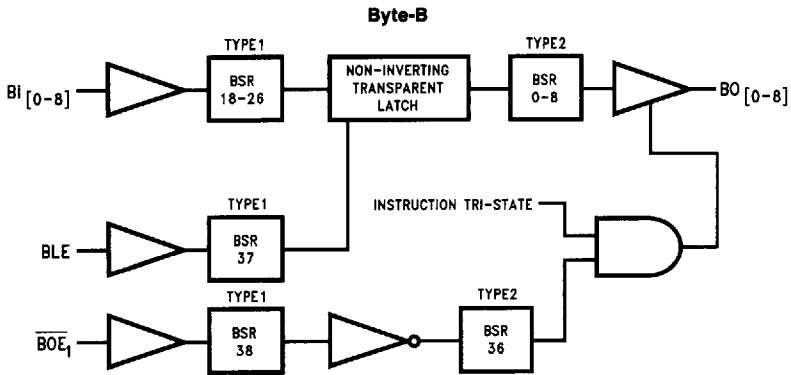 Byte-B
TYPE1
TYPE2
BI [0-8]
BSR
18-26
NON-INVERTING
TRANSPARENT
LATCH
BSR
0-8
BO [0-8]
TYPE1
INSTRUCTION TRI-STATE
BLE
BSR
37
TYPE1
TYPE2
BOE1
BSR
38
BSR
36